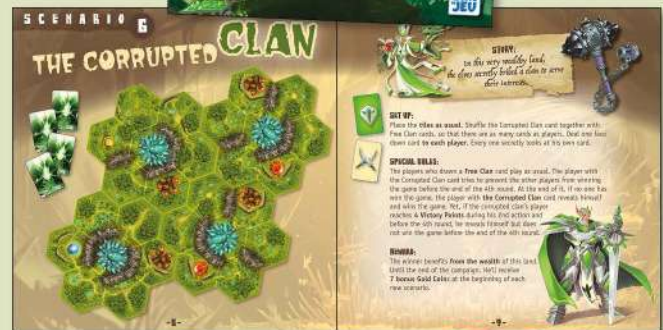 JEU
SCENARIO 6
THE CORRUPTED CLAN
STORY:
In this very wealthy land,
the elves secretly bribed a clan to serve
their interests.
SET UP:
Place the tiles as usual. Shuffle the Corrupted Clan card together with
Free Clan cards, so that there are as many cards as players. Deal one face
down card to each player. Every one secretly looks at his own card.
SPECIAL RULES:
The players who drawn a Free Clan card play as usual. The player with
the Corrupted Clan card tries to prevent the other players from winning
the game before the end of the 4th round. At the end of it, if no one has
won the game, the player with the Corrupted Clan card reveals himself
and wins the game. Yet, if the corrupted clan's player
reaches 4 Victory Points during his 2nd action and
before the 4th round, he reveals himself but does
not win the game before the end of the 4th round.
REWARD:
The winner benefits from the wealth of this land.
Until the end of the campaign, He'll receive
7 bonus Gold Coins at the beginning of each
new scenario.
-8-
-9-